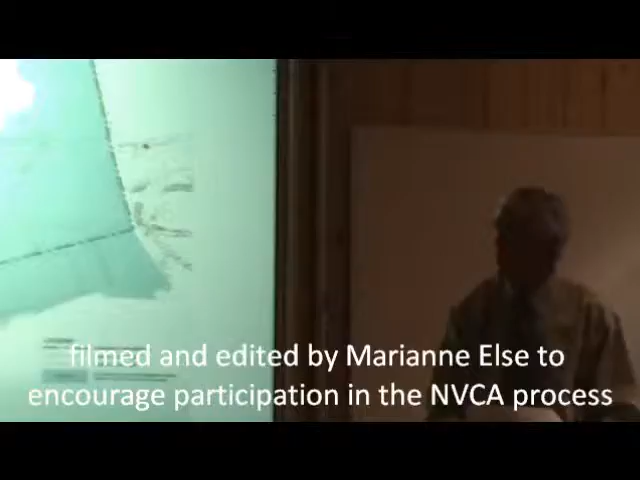 filmed and edited by Marianne Else to
encourage participation in the NVCA process